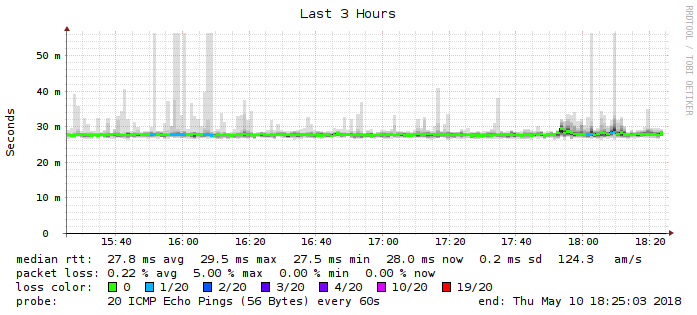 Last 3 Hours
RRDTOOL / TOBI OETIKER
Seconds
50 m
40 m
30 m
20 m
10 m
0
15:40 16:00 16:20 16:40 17:00 17:20 17:40 18:00 18:20
median rtt: 27.8 ms avg 29.5 ms max 27.5 ms min 28.0 ms now 0.2 ms sd 124.3 am/s
packet loss: 0.22 % avg 5.00 % max 0.00 % min 0.00 % now
loss color: 0 1/20 2/20 3/20 4/20 10/20 19/20
probe: 20 ICMP Echo Pings (56 Bytes) every 60s end: Thu May 10 18:25:03 2018